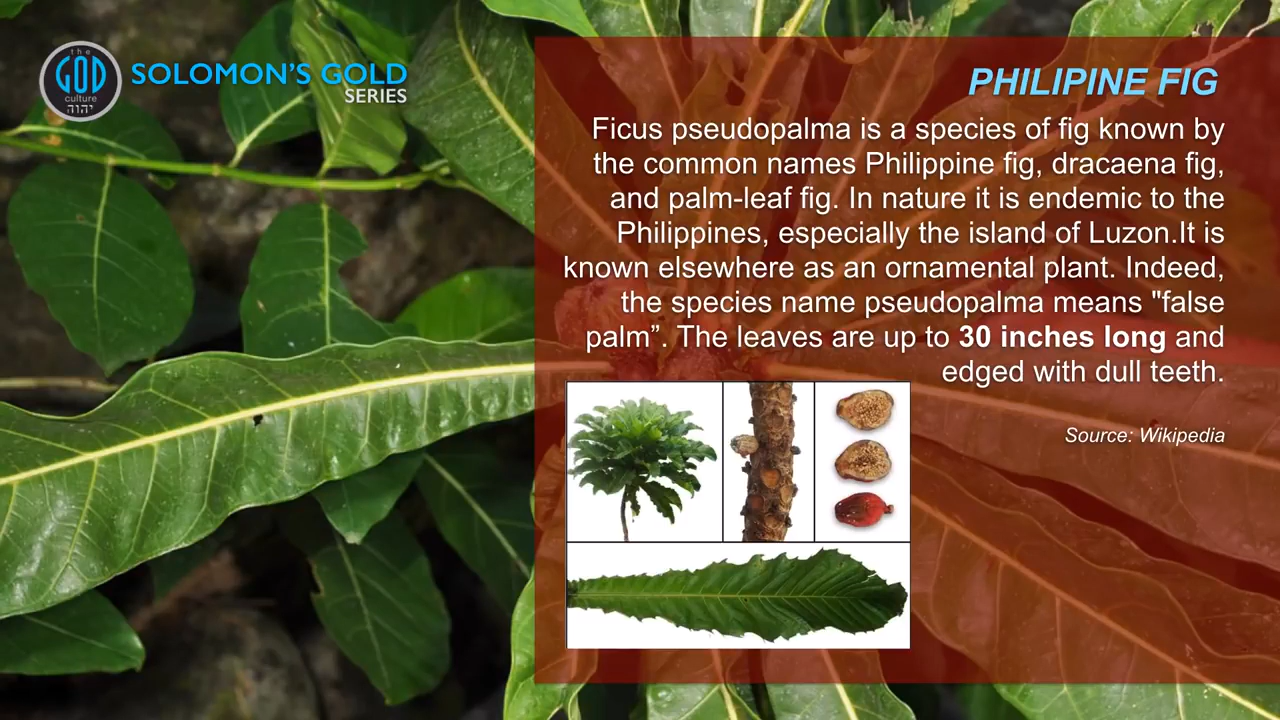 the
GOD
culture
יהוה
SOLOMON'S GOLD
SERIES
PHILIPINE FIG
Ficus pseudopalma is a species of fig known by
the common names Philippine fig, dracaena fig,
and palm-leaf fig. In nature it is endemic to the
Philippines, especially the island of Luzon.It is
known elsewhere as an ornamental plant. Indeed,
the species name pseudopalma means "false
palm”. The leaves are up to 30 inches long and
edged with dull teeth.
Source: Wikipedia